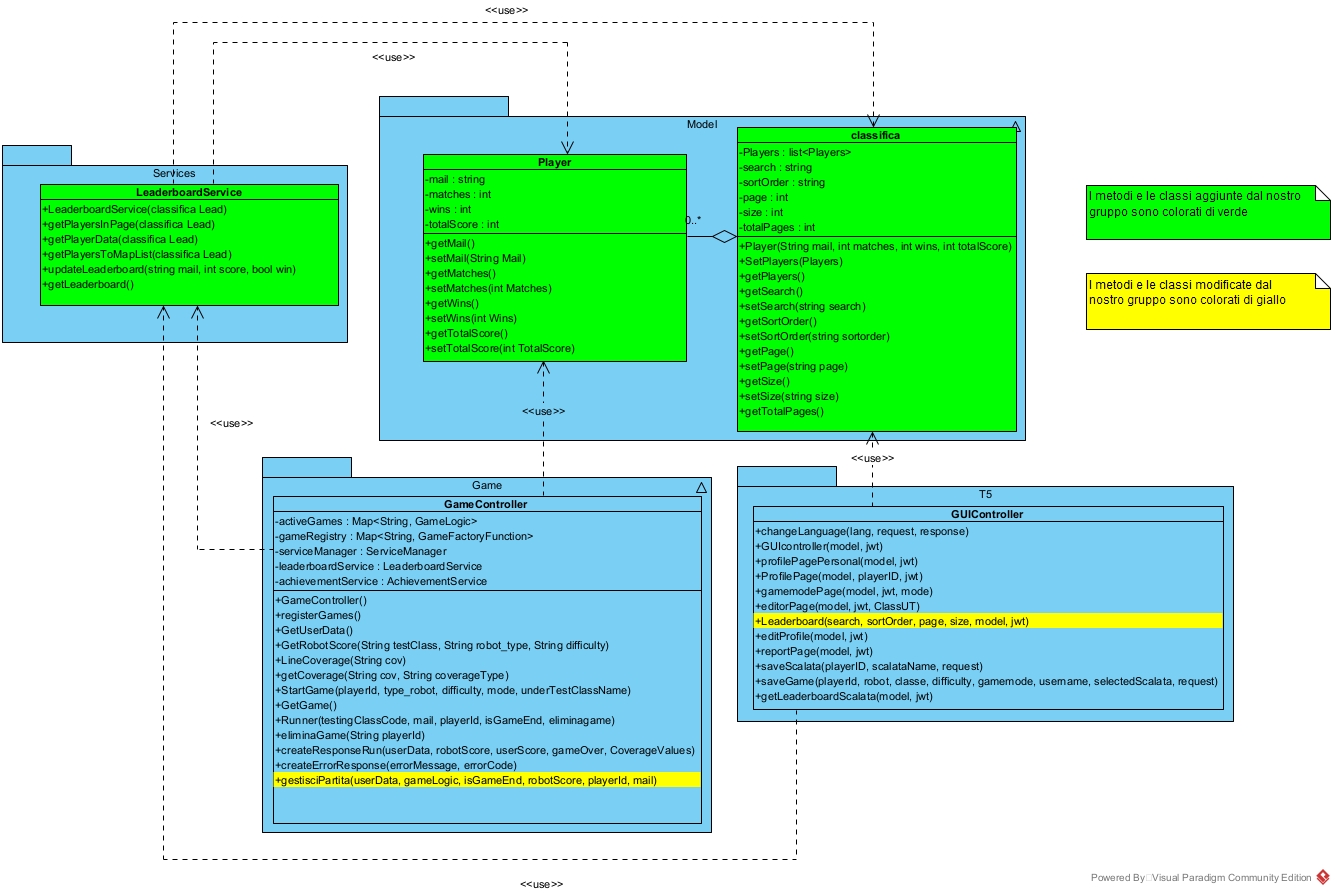 <<use>>
<<use>>
Model
Services
LeaderboardService
+LeaderboardService(classifica Lead)
+getPlayersInPage(classifica Lead)
+getPlayerData(classifica Lead)
+getPlayersToMapList(classifica Lead)
+updateLeaderboard(string mail, int score, bool win)
+getLeaderboard()
Player
-mail : string
-matches : int
-wins : int
-totalScore : int
+getMail()
+setMail(String Mail)
+getMatches()
+setMatches(int Matches)
+getWins()
+setWins(int Wins)
+getTotalScore()
+setTotalScore(int TotalScore)
0..*
classifica
-Players : list<Players>
-search : string
-sortOrder : string
-page : int
-size : int
-totalPages : int
+Player(String mail, int matches, int wins, int totalScore)
+SetPlayers(Players)
+getPlayers()
+getSearch()
+setSearch(string search)
+getSortOrder()
+setSortOrder(string sortorder)
+getPage()
+setPage(string page)
+getSize()
+setSize(string size)
+getTotalPages()
I metodi e le classi aggiunte dal nostro
gruppo sono colorati di verde
I metodi e le classi modificate dal
nostro gruppo sono colorati di giallo
<<use>>
<<use>>
<<use>>
Game
GameController
-activeGames : Map<String, GameLogic>
-gameRegistry : Map<String, GameFactoryFunction>
-serviceManager : ServiceManager
-leaderboardService : LeaderboardService
-achievementService : AchievementService
+GameController()
+registerGames()
+GetUserData()
+GetRobotScore(String testClass, String robot_type, String difficulty)
+LineCoverage(String cov)
+getCoverage(String cov, String coverageType)
+StartGame(playerId, type_robot, difficulty, mode, underTestClassName)
+GetGame()
+Runner(testingClassCode, mail, playerId, isGameEnd, eliminagame)
+eliminaGame(String playerId)
+createResponseRun(userData, robotScore, userScore, gameOver, CoverageValues)
+createErrorResponse(errorMessage, errorCode)
+gestisciPartita(userData, gameLogic, isGameEnd, robotScore, playerId, mail)
T5
GUIController
+changeLanguage(lang, request, response)
+GUIcontroller(model, jwt)
+profilePagePersonal(model, jwt)
+ProfilePage(model, playerID, jwt)
+gamemodePage(model, jwt, mode)
+editorPage(model, jwt, ClassUT)
+Leaderboard(search, sortOrder, page, size, model, jwt)
+editProfile(model, jwt)
+reportPage(model, jwt)
+saveScalata(playerID, scalataName, request)
+saveGame(playerId, robot, classe, difficulty, gamemode, username, selectedScalata, request)
+getLeaderboardScalata(model, jwt)
<<use>>
Powered By Visual Paradigm Community Edition